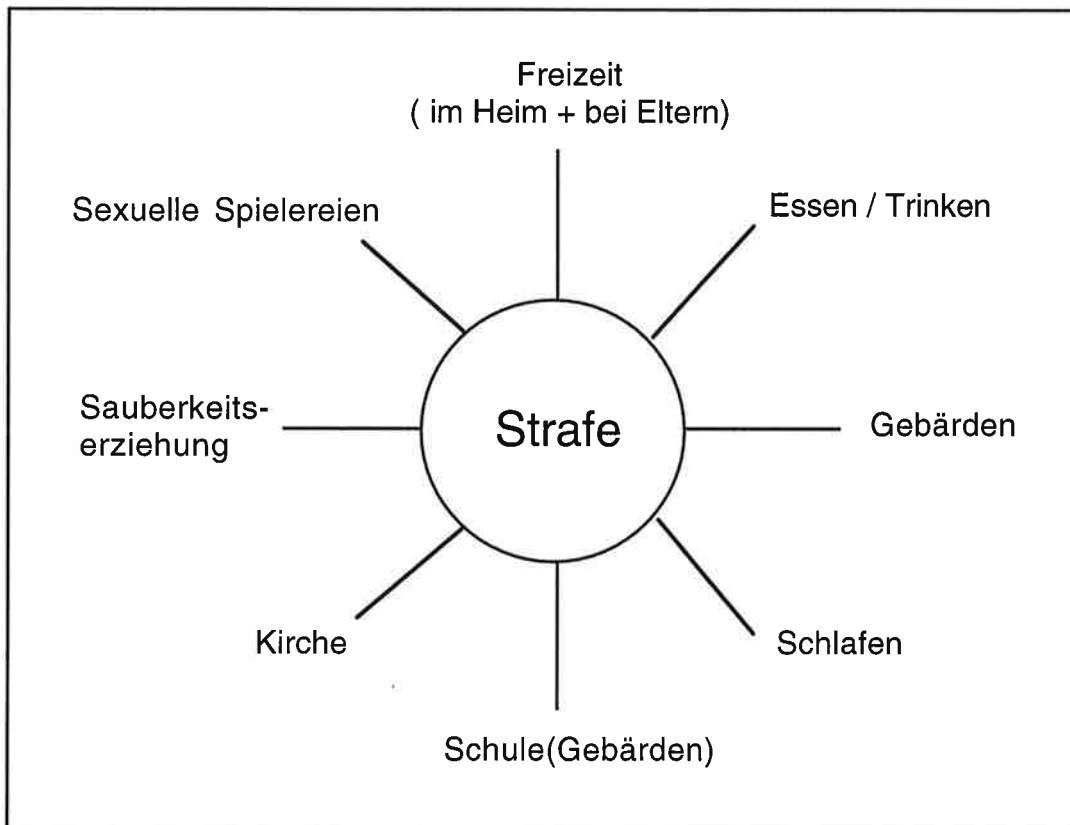 Freizeit
( im Heim + bei Eltern)
Sexuelle Spielereien
Essen / Trinken
Sauberkeits-
erziehung
Strafe
Gebärden
Kirche
Schlafen
Schule(Gebärden)